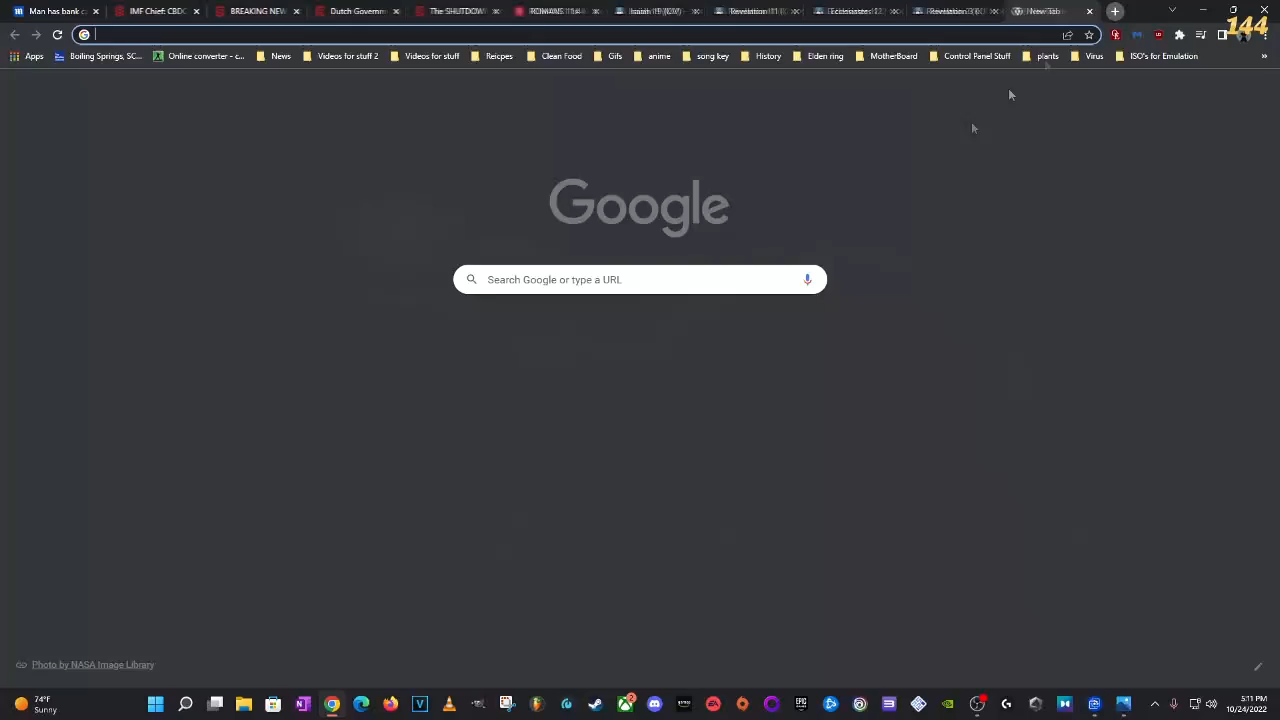 Man has bank c
IMF Chief: CBDC
BREAKING NEW
Dutch Governm
The SHUTDOW
New Tab
144
Apps
Boiling Springs, SC...
Online converter - c...
News
Videos for stuff 2
Videos for stuff
Reicpes
Clean Food
Gifs
anime
song key
History
Elden ring
MotherBoard
Control Panel Stuff
plants
Virus
ISO's for Emulation
»
Google
Search Google or type a URL
Photo by NASA Image Library
74°F
Sunny
2
5:11 PM
10/24/2022